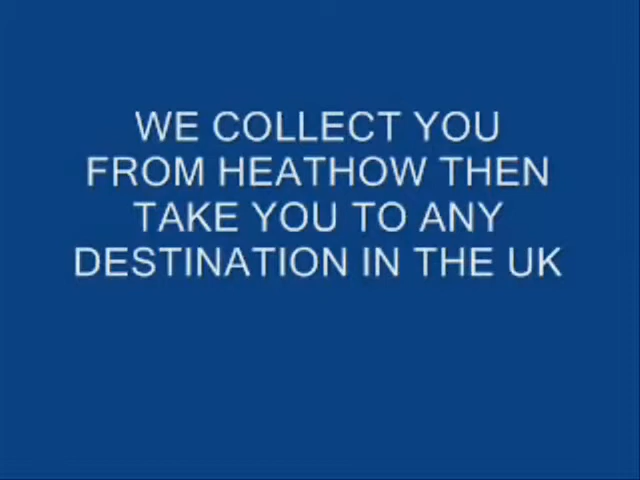 WE COLLECT YOU
FROM HEATHOW THEN
TAKE YOU TO ANY
DESTINATION IN THE UK